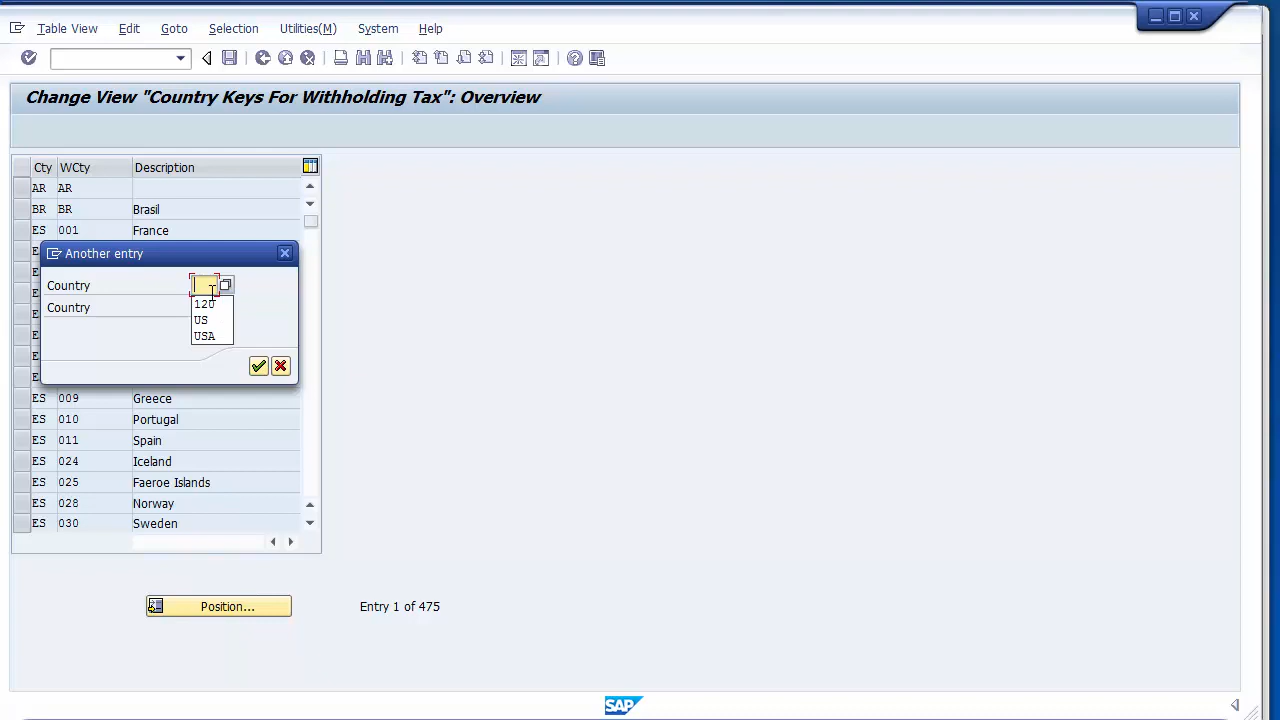 Table View Edit Goto Selection Utilities(M) System Help
Change View "Country Keys For Withholding Tax": Overview
Cty WCty Description
AR AR
BR BR Brasil
ES 001 France
Another entry
Country
120
Country
US
USA
ES 009 Greece
ES 010 Portugal
ES 011 Spain
ES 024 Iceland
ES 025 Faeroe Islands
ES 028 Norway
ES 030 Sweden
Position... Entry 1 of 475
SAP